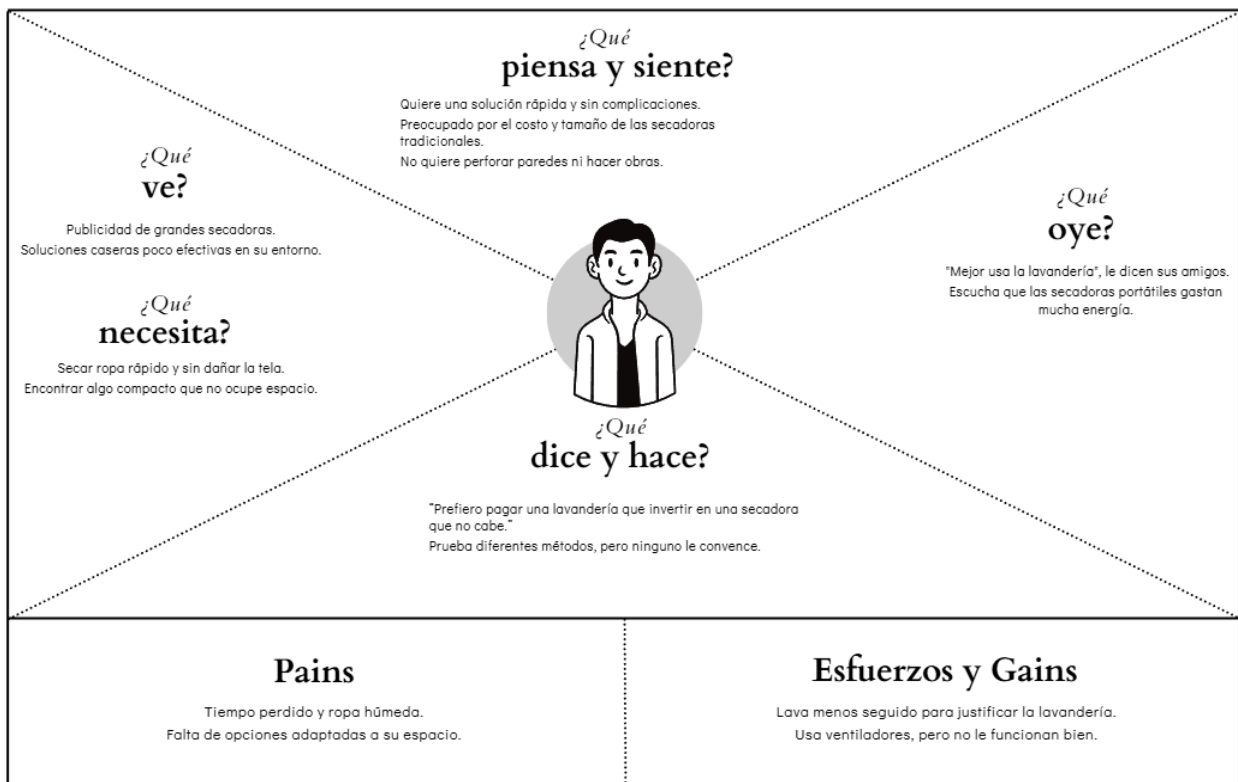 ¿Qué
piensa y siente?
Quiere una solución rápida y sin complicaciones.
Preocupado por el costo y tamaño de las secadoras
tradicionales.
No quiere perforar paredes ni hacer obras.
¿Qué
ve?
Publicidad de grandes secadoras.
Soluciones caseras poco efectivas en su entorno.
¿Qué
necesita?
Secar ropa rápido y sin dañar la tela.
Encontrar algo compacto que no ocupe espacio.
¿Qué
oye?
"Mejor usa la lavandería", le dicen sus amigos.
Escucha que las secadoras portátiles gastan
mucha energía.
¿Qué
dice y hace?
"Prefiero pagar una lavandería que invertir en una secadora
que no cabe."
Prueba diferentes métodos, pero ninguno le convence.
Pains
Tiempo perdido y ropa húmeda.
Falta de opciones adaptadas a su espacio.
Esfuerzos y Gains
Lava menos seguido para justificar la lavandería.
Usa ventiladores, pero no le funcionan bien.